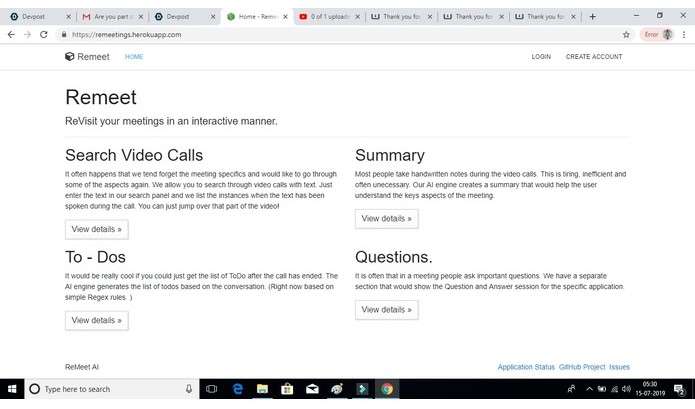 Devpost
Are you part o
Devpost
Home - Reme
0 of 1 uploade
Thank you for
Thank you for
Thank you for
https://remeetings.herokuapp.com
Error
Remeet HOME LOGIN CREATE ACCOUNT
Remeet
ReVisit your meetings in an interactive manner.
Search Video Calls
It often happens that we tend forget the meeting specifics and would like to go through
some of the aspects again. We allow you to search through video calls with text. Just
enter the text in our search panel and we list the instances when the text has been
spoken during the call. You can just jump over that part of the video!
View details »
Summary
Most people take handwritten notes during the video calls. This is tiring, inefficient and
often unecessary. Our AI engine creates a summary that would help the user
understand the keys aspects of the meeting.
View details »
To - Dos
It would be really cool if you could just get the list of ToDo after the call has ended. The
AI engine generates the list of todos based on the conversation. (Right now based on
simple Regex rules. )
View details »
Questions.
It is often that in a meeting people ask important questions. We have a separate
section that would show the Question and Answer session for the specific application.
View details »
ReMeet AI
Application Status GitHub Project Issues
Type here to search
05:30
15-07-2019
2